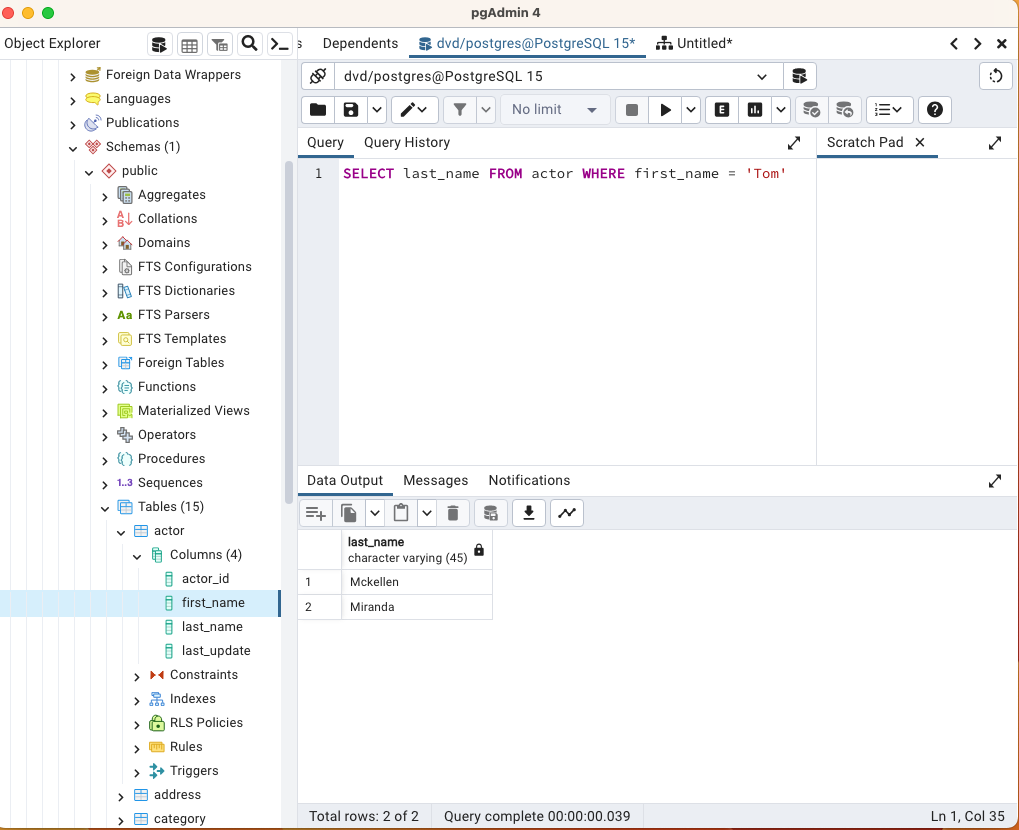 pgAdmin 4
Object Explorer
s
Dependents
dvd/postgres@PostgreSQL 15*
Untitled*
Foreign Data Wrappers
Languages
Publications
Schemas (1)
public
Aggregates
Collations
Domains
FTS Configurations
FTS Dictionaries
Aa FTS Parsers
FTS Templates
Foreign Tables
Functions
Materialized Views
Operators
Procedures
1..3 Sequences
Tables (15)
actor
Columns (4)
actor_id
first_name
last_name
last_update
Constraints
Indexes
RLS Policies
Rules
Triggers
address
category
dvd/postgres@PostgreSQL 15
No limit
E
Query
Query History
Scratch Pad
1 SELECT last_name FROM actor WHERE first_name = 'Tom'
Data Output
Messages
Notifications
last_name
character varying (45)
1 Mckellen
2 Miranda
Total rows: 2 of 2
Query complete 00:00:00.039
Ln 1, Col 35